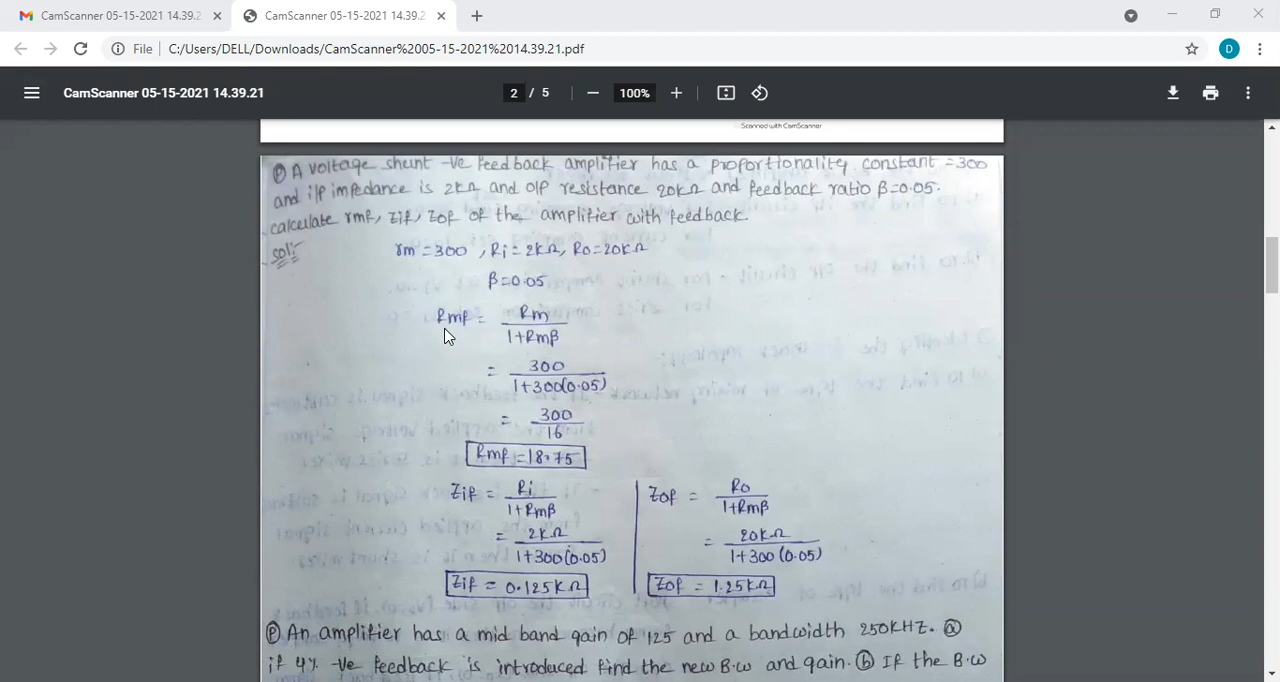 CamScanner 05-15-2021 14.39.2
CamScanner 05-15-2021 14.39.2
File
C:/Users/DELL/Downloads/CamScanner%2005-15-2021%2014.39.21.pdf
D
CamScanner 05-15-2021 14.39.21
2 / 5
100%
Scanned with CamScanner
Ⓟ A voltage shunt -ve feedback amplifier has a proportionality constant =300
and i/p impedance is 2kΩ and o/p resistance 20kΩ and feedback ratio β=0.05.
calculate rmf, Zif, Zof of the amplifier with feedback.
Sol:-
rm = 300 , Ri = 2kΩ, Ro = 20kΩ
β=0.05
Rmf = Rm
1+Rmβ
= 300
1+300(0.05)
= 300
16
Rmf = 18.75
Zif = Ri
1+Rmβ
= 2kΩ
1+300(0.05)
Zif = 0.125kΩ
Zof = Ro
1+Rmβ
= 20kΩ
1+300(0.05)
Zof = 1.25kΩ
Ⓟ An amplifier has a mid band gain of 125 and a bandwidth 250KHZ. ⓐ
if 4% -ve feedback is introduced find the new B.w and gain. ⓑ If the B.w